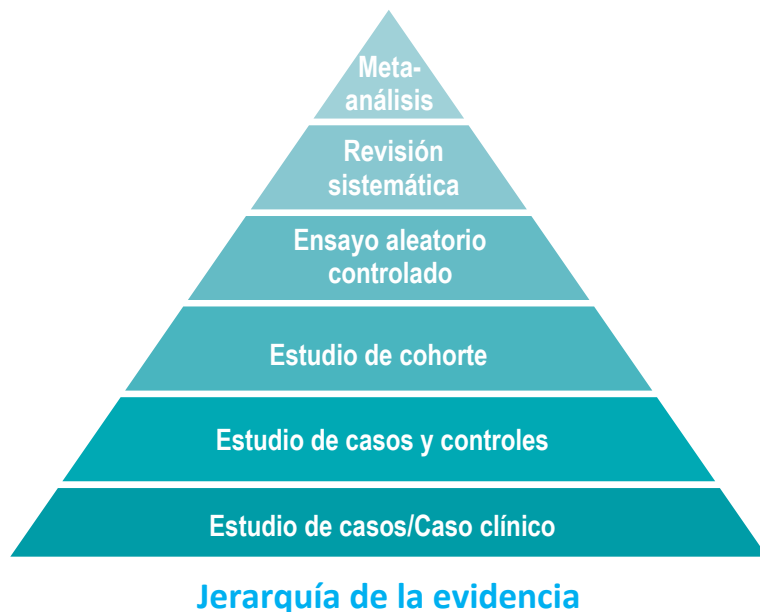 Meta-
análisis
Revisión
sistemática
Ensayo aleatorio
controlado
Estudio de cohorte
Estudio de casos y controles
Estudio de casos/Caso clínico
Jerarquía de la evidencia